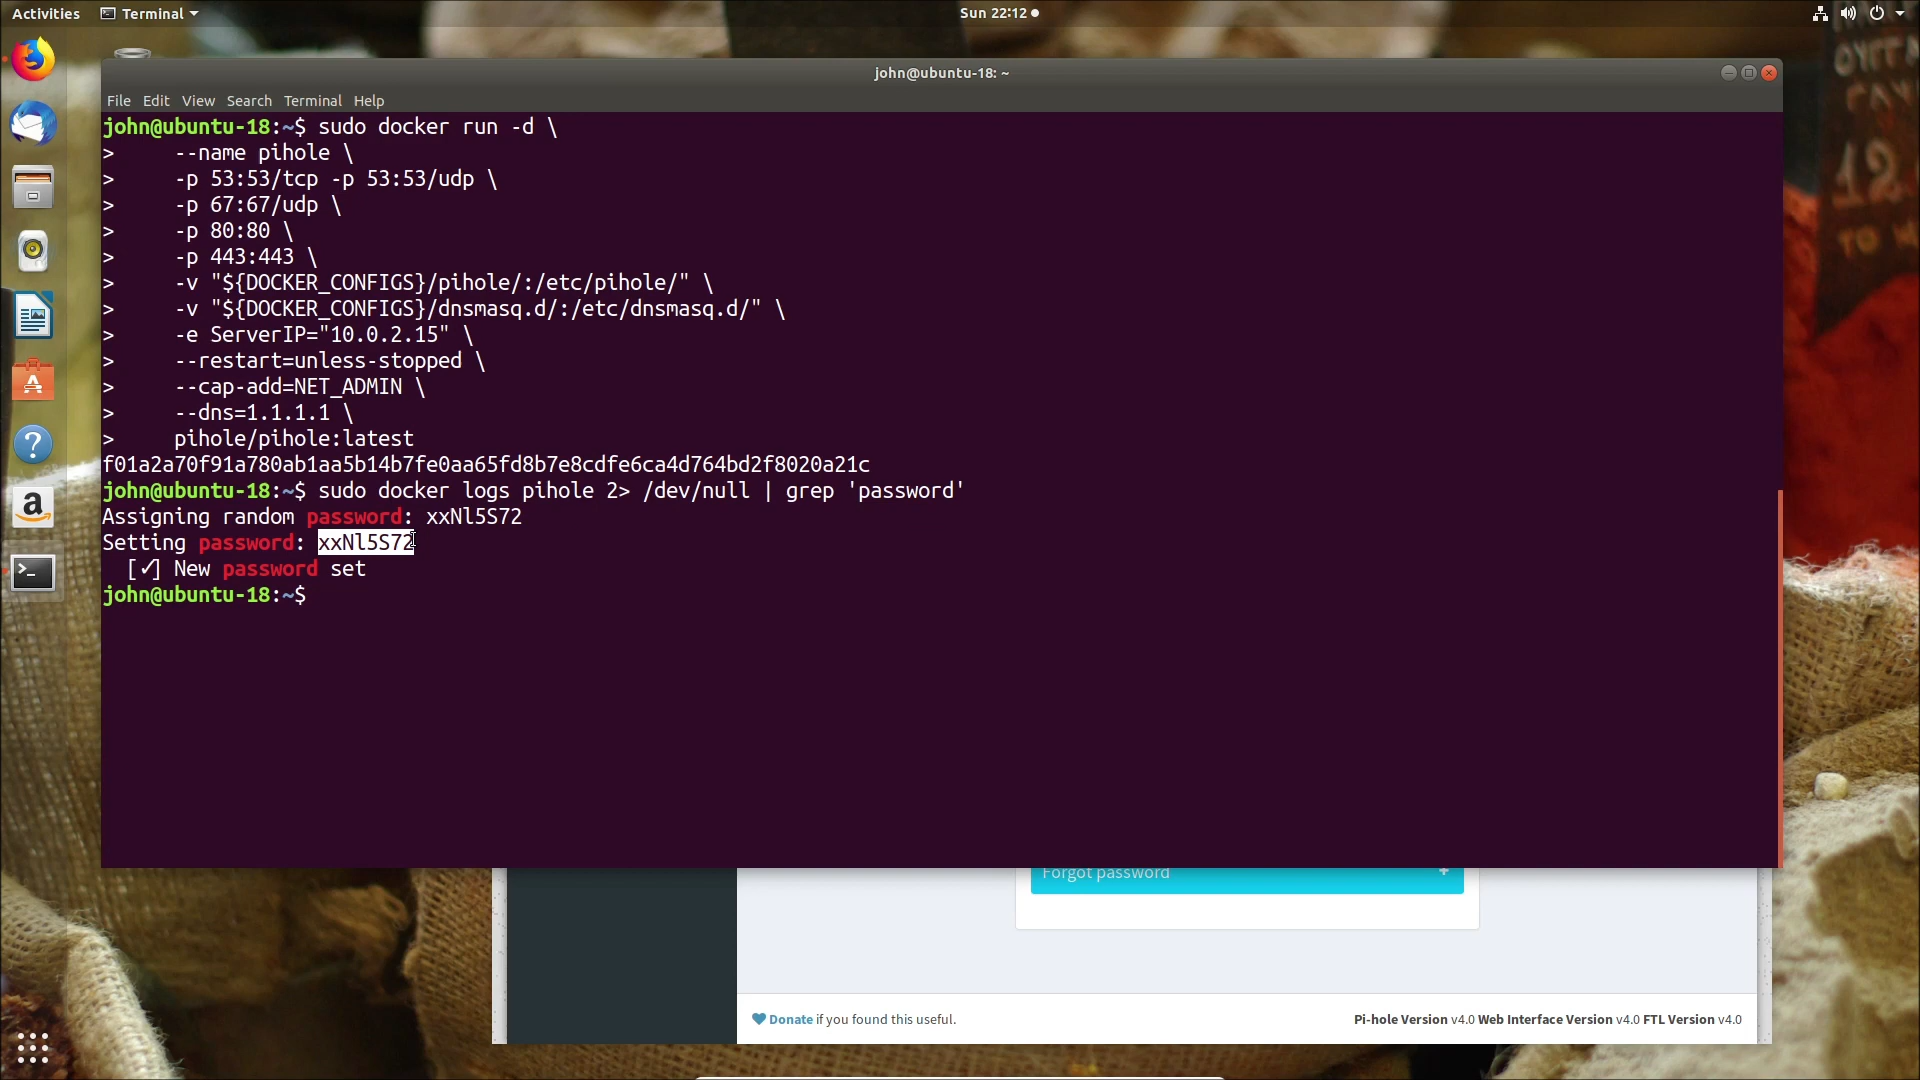 Activities Terminal Sun 22:12
john@ubuntu-18: ~
File Edit View Search Terminal Help
john@ubuntu-18:~$ sudo docker run -d \
> --name pihole \
> -p 53:53/tcp -p 53:53/udp \
> -p 67:67/udp \
> -p 80:80 \
> -p 443:443 \
> -v "${DOCKER_CONFIGS}/pihole/:/etc/pihole/" \
> -v "${DOCKER_CONFIGS}/dnsmasq.d/:/etc/dnsmasq.d/" \
> -e ServerIP="10.0.2.15" \
> --restart=unless-stopped \
> --cap-add=NET_ADMIN \
> --dns=1.1.1.1 \
> pihole/pihole:latest
f01a2a70f91a780ab1aa5b14b7fe0aa65fd8b7e8cdfe6ca4d764bd2f8020a21c
john@ubuntu-18:~$ sudo docker logs pihole 2> /dev/null | grep 'password'
Assigning random password: xxNl5S72
Setting password: xxNl5S72
[✓] New password set
john@ubuntu-18:~$
Forgot password +
Donate if you found this useful.
Pi-hole Version v4.0 Web Interface Version v4.0 FTL Version v4.0